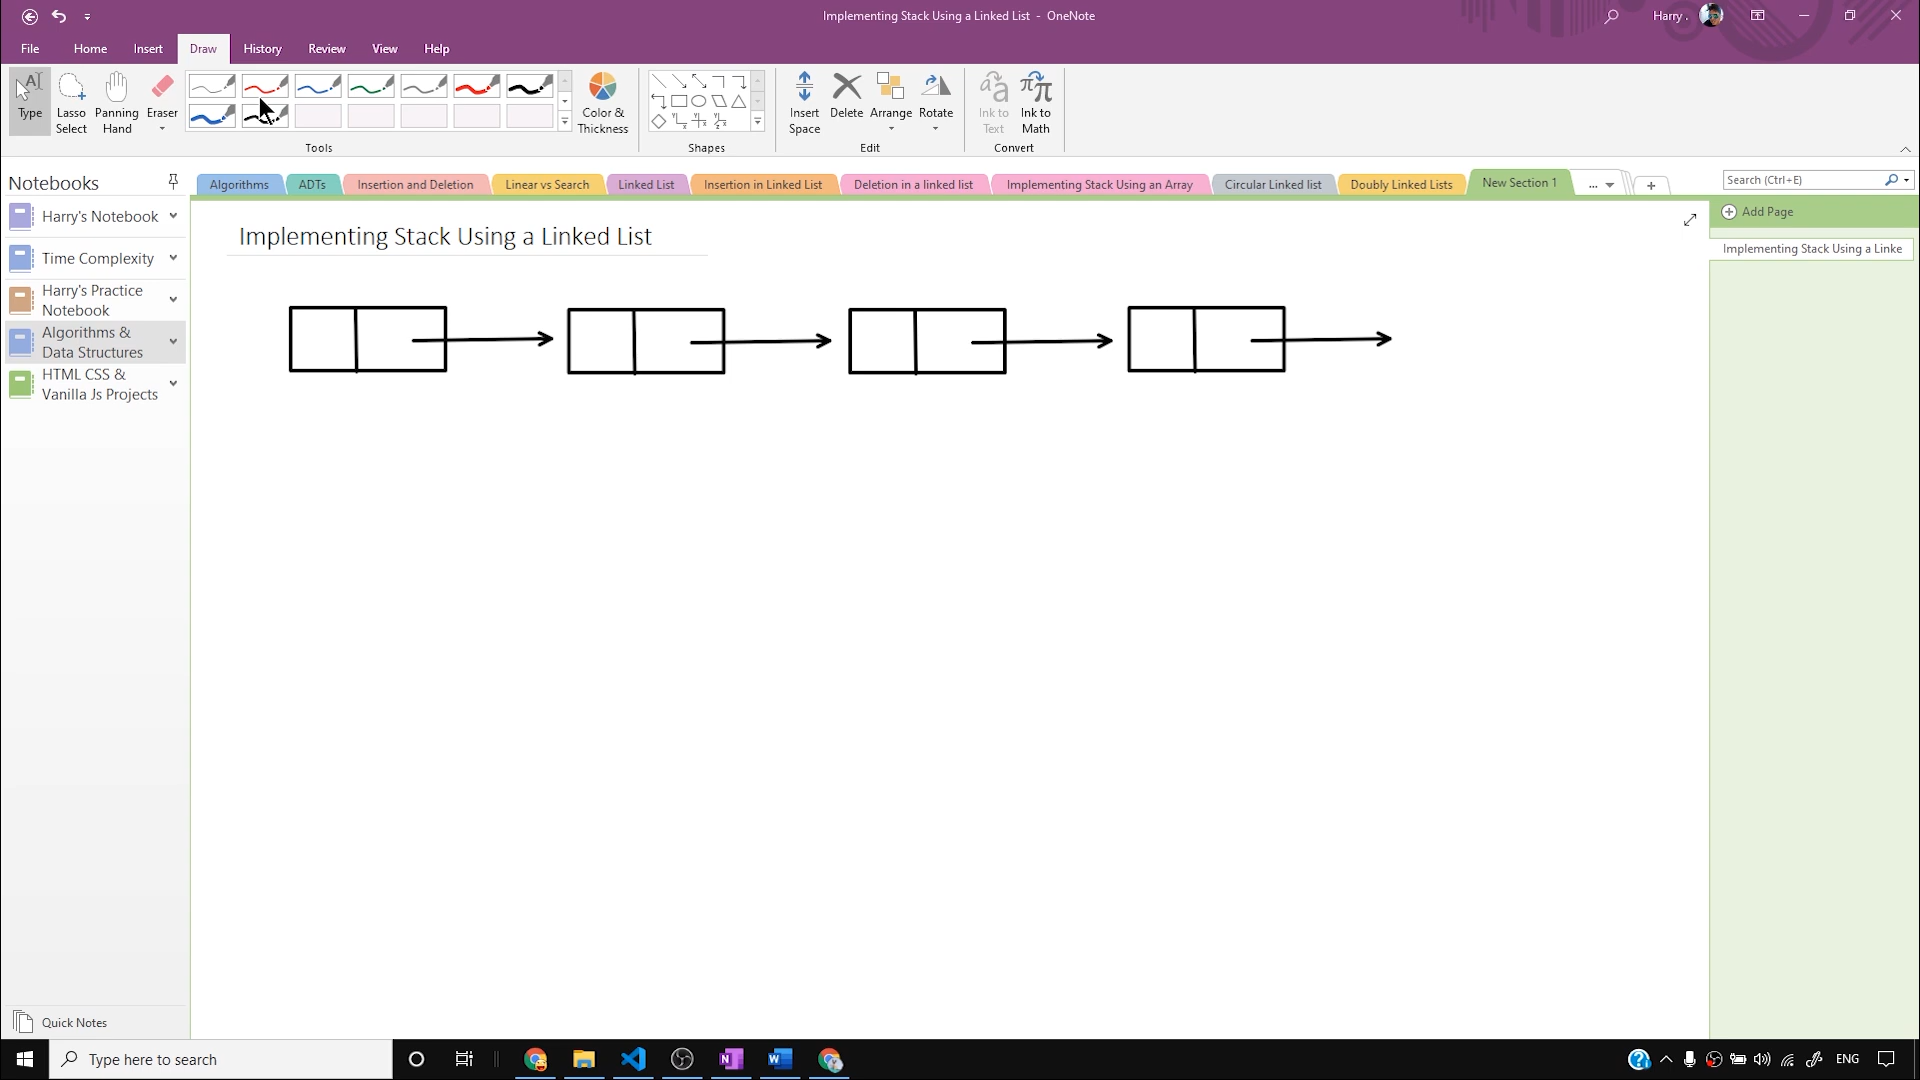 Implementing Stack Using a Linked List - OneNote
Harry .
File Home Insert Draw History Review View Help
Type
Lasso Select
Panning Hand
Eraser
Color & Thickness
Insert Space
Delete
Arrange
Rotate
Ink to Text
Ink to Math
Tools
Shapes
Edit
Convert
Notebooks
Algorithms
ADTs
Insertion and Deletion
Linear vs Search
Linked List
Insertion in Linked List
Deletion in a linked list
Implementing Stack Using an Array
Circular Linked list
Doubly Linked Lists
New Section 1
...
Search (Ctrl+E)
Harry's Notebook
Time Complexity
Harry's Practice
Notebook
Algorithms &
Data Structures
HTML CSS &
Vanilla Js Projects
Implementing Stack Using a Linked List
Add Page
Implementing Stack Using a Linke
Quick Notes
Type here to search
ENG